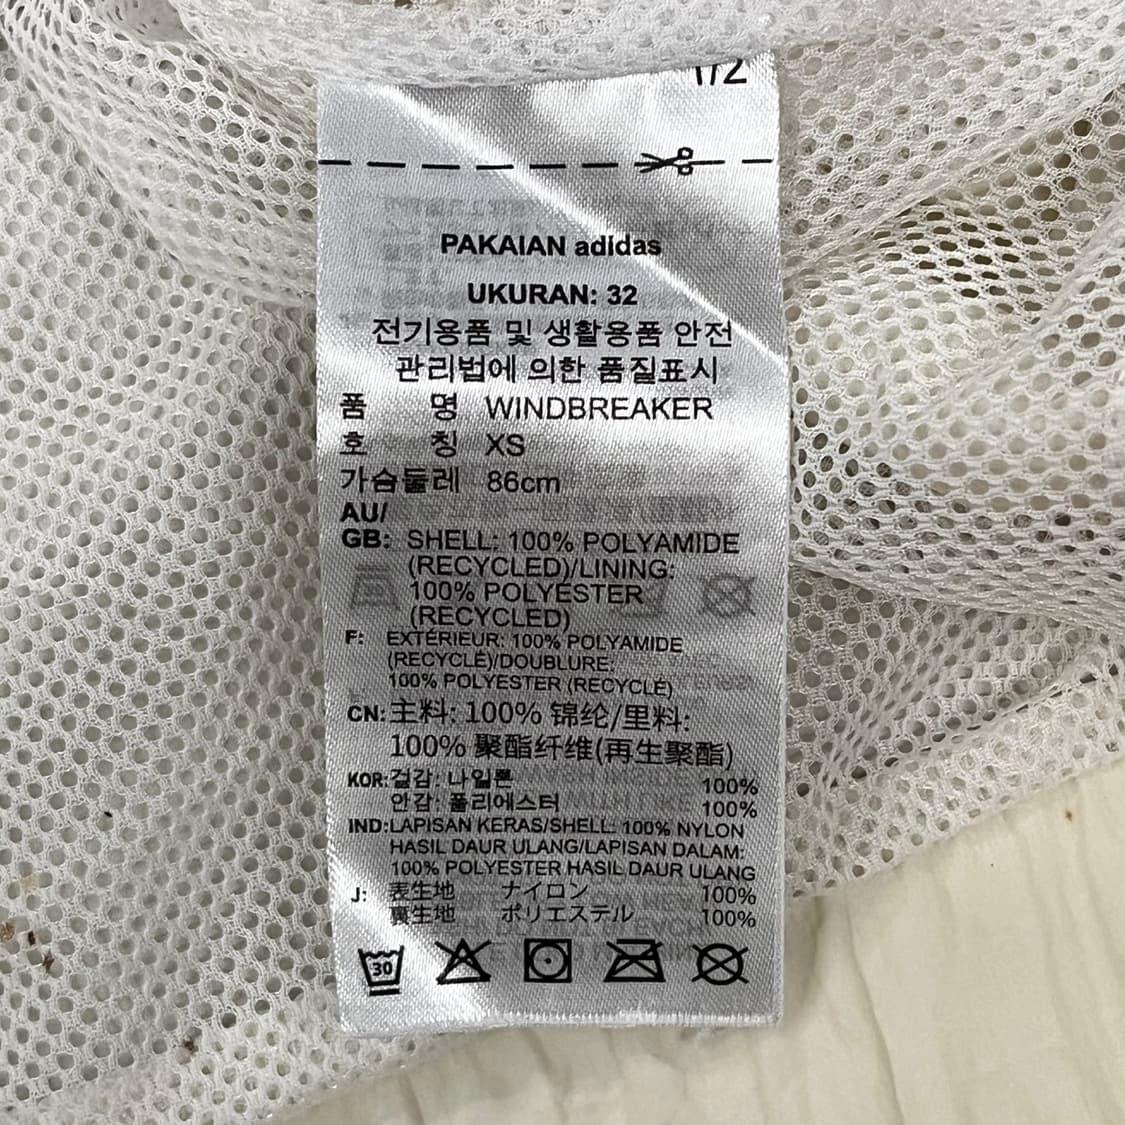 1/2
PAKAIAN adidas
UKURAN: 32
전기용품 및 생활용품 안전
관리법에 의한 품질표시
품 명 WINDBREAKER
호 칭 XS
가슴둘레 86cm
AU/
GB: SHELL: 100% POLYAMIDE
(RECYCLED)/LINING:
100% POLYESTER
(RECYCLED)
F: EXTÉRIEUR: 100% POLYAMIDE
(RECYCLÉ)/DOUBLURE:
100% POLYESTER (RECYCLÉ)
CN: 主料: 100% 锦纶/里料:
100% 聚酯纤维(再生聚酯)
KOR: 겉감: 나일론 100%
안감: 폴리에스터 100%
IND: LAPISAN KERAS/SHELL: 100% NYLON
HASIL DAUR ULANG/LAPISAN DALAM:
100% POLYESTER HASIL DAUR ULANG
J: 表生地 ナイロン 100%
裏生地 ポリエステル 100%
30